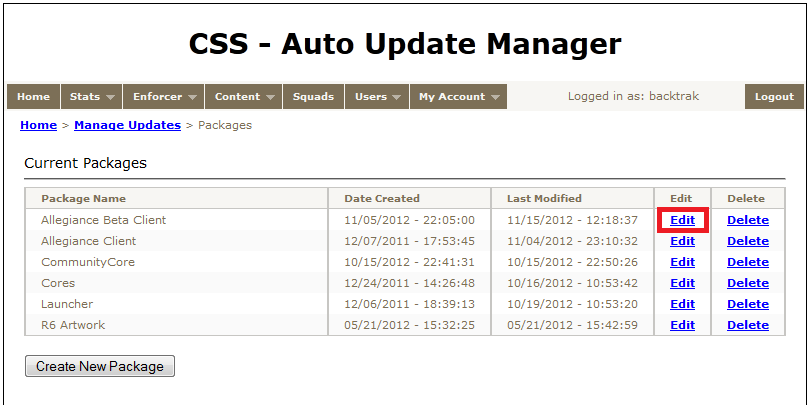 CSS - Auto Update Manager
Home Stats Enforcer Content Squads Users My Account Logged in as: backtrak Logout
Home > Manage Updates > Packages
Current Packages
Package Name Date Created Last Modified Edit Delete
Allegiance Beta Client 11/05/2012 - 22:05:00 11/15/2012 - 12:18:37 Edit Delete
Allegiance Client 12/07/2011 - 17:53:45 11/04/2012 - 23:10:32 Edit Delete
CommunityCore 10/15/2012 - 22:41:31 10/15/2012 - 22:50:26 Edit Delete
Cores 12/24/2011 - 14:26:48 10/16/2012 - 10:53:42 Edit Delete
Launcher 12/06/2011 - 18:39:13 10/19/2012 - 10:53:20 Edit Delete
R6 Artwork 05/21/2012 - 15:32:25 05/21/2012 - 15:42:59 Edit Delete
Create New Package